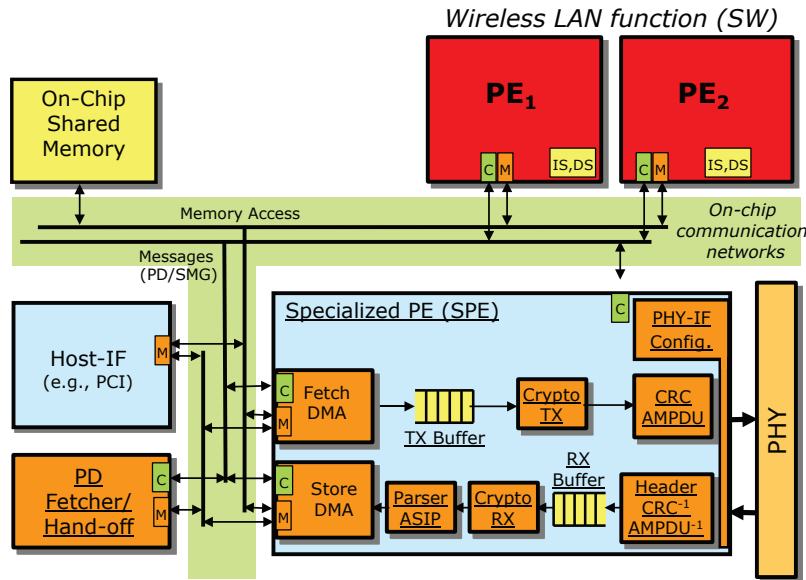 Wireless LAN function (SW)
On-Chip
Shared
Memory
PE1
C
M
IS,DS
PE2
C
M
IS,DS
Memory Access
Messages
(PD/SMG)
On-chip
communication
networks
Host-IF
(e.g., PCI)
M
Specialized PE (SPE)
C
PHY-IF
Config.
C
M
Fetch
DMA
TX Buffer
Crypto
TX
CRC
AMPDU
PHY
PD
Fetcher/
Hand-off
C
M
C
M
Store
DMA
Parser
ASIP
Crypto
RX
RX
Buffer
Header
CRC-1
AMPDU-1